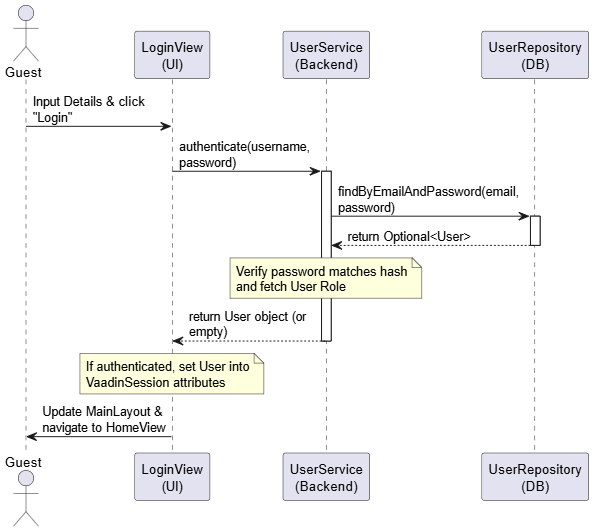 Guest
LoginView
(UI)
UserService
(Backend)
UserRepository
(DB)
Input Details & click
"Login"
authenticate(username,
password)
findByEmailAndPassword(email,
password)
return Optional<User>
Verify password matches hash
and fetch User Role
return User object (or
empty)
If authenticated, set User into
VaadinSession attributes
Update MainLayout &
navigate to HomeView
Guest
LoginView
(UI)
UserService
(Backend)
UserRepository
(DB)